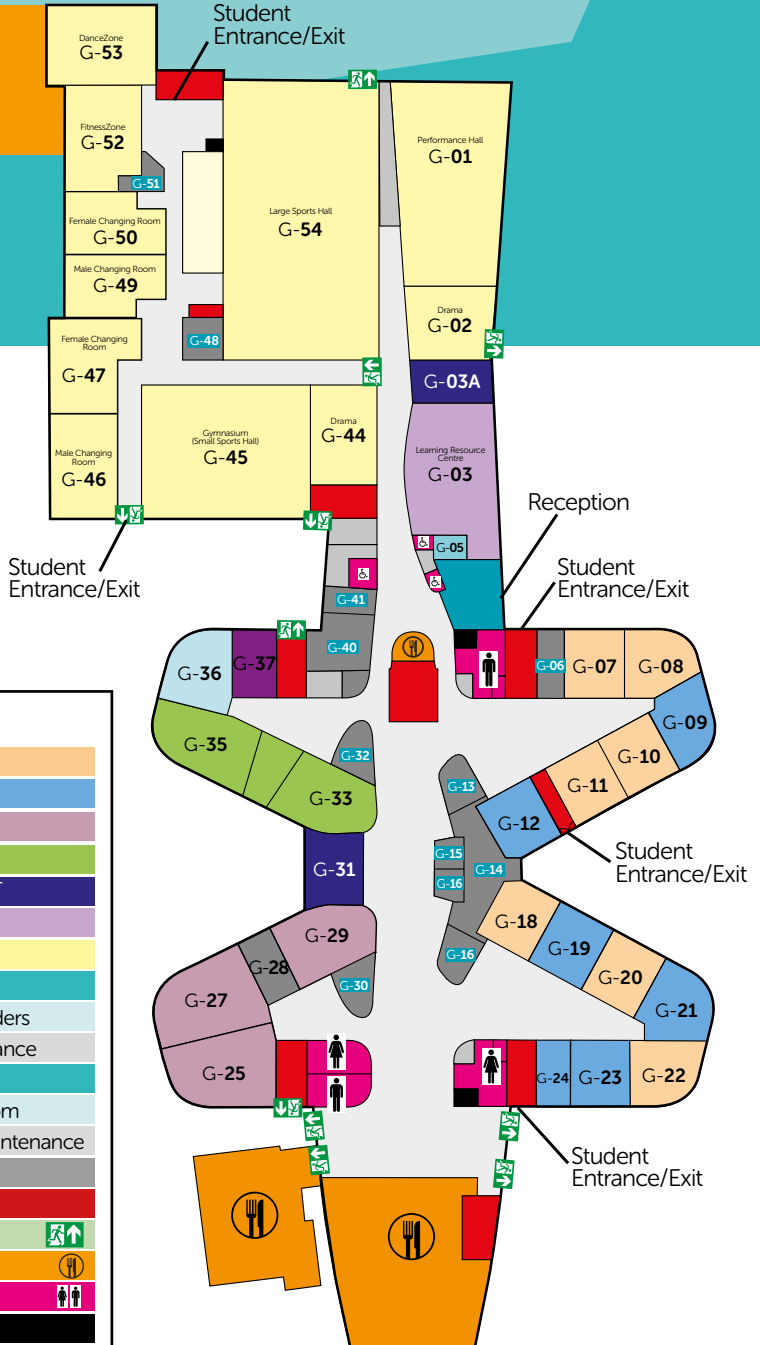 Student
Entrance/Exit
DanceZone
G-53
FitnessZone
G-52
G-51
Female Changing Room
G-50
Male Changing Room
G-49
Female Changing
Room
G-47
Male Changing
Room
G-46
G-48
Large Sports Hall
G-54
Performance Hall
G-01
Drama
G-02
G-03A
Learning Resource
Centre
G-03
G-05
Gymnasium
(Small Sports Hall)
G-45
Drama
G-44
Reception
Student
Entrance/Exit
Student
Entrance/Exit
G-41
G-40
G-36
G-37
G-35
G-32
G-33
G-31
G-29
G-28
G-30
G-27
G-25
G-06
G-07
G-08
G-09
G-10
G-11
G-12
G-13
G-15
G-14
G-16
G-16
Student
Entrance/Exit
G-18
G-19
G-20
G-21
G-24
G-23
G-22
Student
Entrance/Exit
ders
ance
om
ntenance